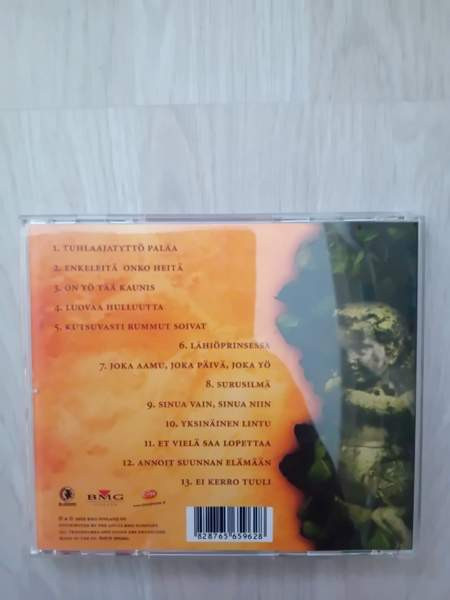 1. TUHLAAJATYTTÖ PALAA
2. ENKELEITÄ ONKO HEITÄ
3. ON YÖ TÄÄ KAUNIS
4. LUOVAA HULLUUTTA
5. KUTSUVASTI RUMMUT SOIVAT
6. LÄHIÖPRINSESSA
7. JOKA AAMU, JOKA PÄIVÄ, JOKA YÖ
8. SURUSILMÄ
9. SINUA VAIN, SINUA NIIN
10. YKSINÄINEN LINTU
11. ET VIELÄ SAA LOPETTAA
12. ANNOIT SUUNNAN ELÄMÄÄN
13. EI KERRO TUULI
BMG
828765 659628